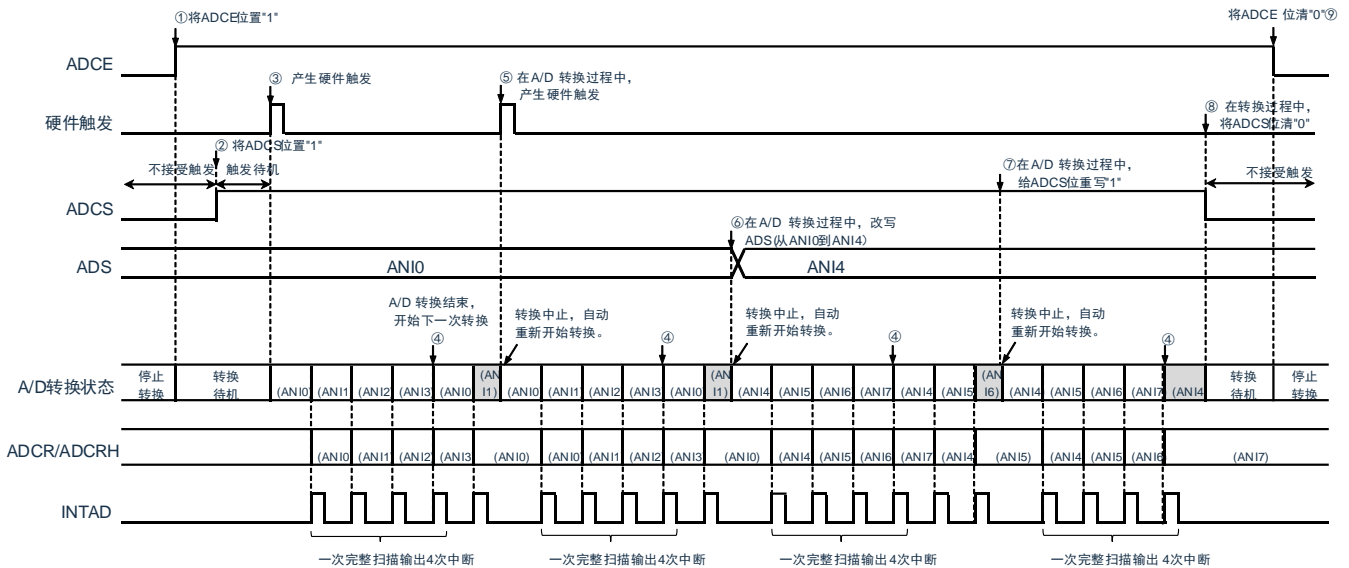 ①将ADCE位置"1"
将ADCE 位清"0"⑨
ADCE
③ 产生硬件触发
⑤ 在A/D 转换过程中，
产生硬件触发
硬件触发
⑧ 在转换过程中，
将ADCS位清"0"
② 将ADCS位置"1"
不接受触发
触发待机
⑦在A/D 转换过程中，
给ADCS位重写"1"
不接受触发
ADCS
⑥在A/D 转换过程中，改写
ADS(从ANI0到ANI4）
ADS
ANI0
ANI4
A/D 转换结束，
开始下一次转换
转换中止，自动
重新开始转换。
转换中止，自动
重新开始转换。
转换中止，自动
重新开始转换。
④
④
④
④
A/D转换状态
停止
转换
转换
待机
(ANI0) (ANI1 (ANI2) (ANI3) (ANI0 (AN
I1) (ANI0 (ANI1) (ANI2 (ANI3 (ANI0 (AN
I1) (ANI4 (ANI5 (ANI6) (ANI7 (ANI4 (ANI5 (AN
I6) (ANI4 (ANI5 (ANI6) (ANI7 (ANI4
转换
待机
停止
转换
ADCR/ADCRH
(ANI0 (ANI1) (ANI2) (ANI3 (ANI0) (ANI0) (ANI1 (ANI2 (ANI3 (ANI0) (ANI4 (ANI5 (ANI6) (ANI7 (ANI4 (ANI5) (ANI4 (ANI5 (ANI6 (ANI7)
INTAD
一次完整扫描输出4次中断
一次完整扫描输出4次中断
一次完整扫描输出4次中断
一次完整扫描输出 4次中断